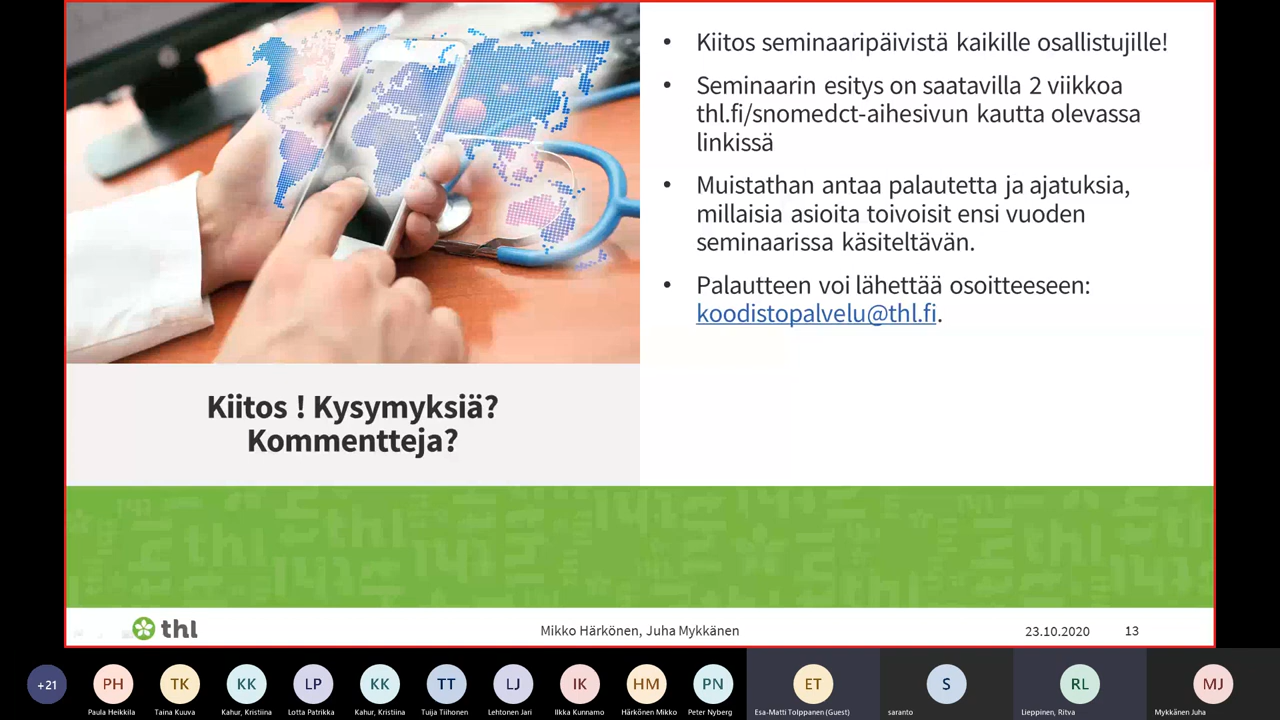 • Kiitos seminaaripäivistä kaikille osallistujille!
• Seminaarin esitys on saatavilla 2 viikkoa
thl.fi/snomedct-aihesivun kautta olevassa
linkissä
• Muistathan antaa palautetta ja ajatuksia,
millaisia asioita toivoisit ensi vuoden
seminaarissa käsiteltävän.
• Palautteen voi lähettää osoitteeseen:
koodistopalvelu@thl.fi.
Kiitos ! Kysymyksiä?
Kommentteja?
thl
Mikko Härkönen, Juha Mykkänen
23.10.2020
13
+21
PH
TK
KK
LP
KK
TT
LJ
IK
HM
PN
ET
S
RL
MJ
Paula Heikkila
Taina Kuuva
Kahur, Kristiina
Lotta Patrikka
Kahur, Kristiina
Tuija Tiihonen
Lehtonen Jari
Ilkka Kunnamo
Härkönen Mikko
Peter Nyberg
Esa-Matti Tolppanen (Guest)
saranto
Lieppinen, Ritva
Mykkänen Juha